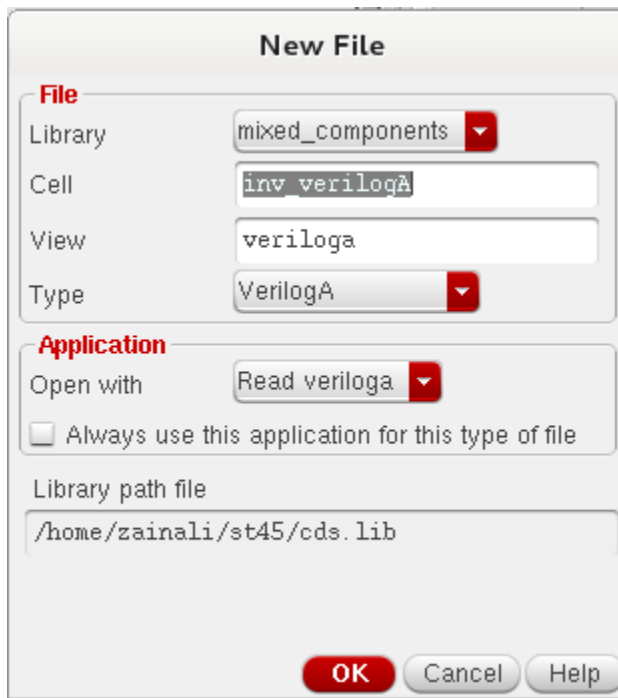 New File
File
Library mixed_components
Cell inv_verilogA
View veriloga
Type VerilogA
Application
Open with Read veriloga
Always use this application for this type of file
Library path file
/home/zainali/st45/cds.lib
OK Cancel Help